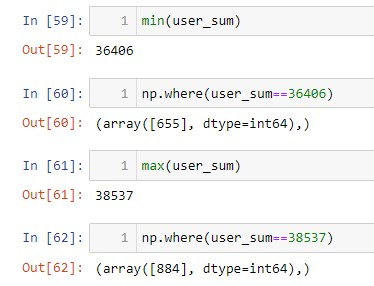 In [59]: 1 min(user_sum)
Out[59]: 36406
In [60]: 1 np.where(user_sum==36406)
Out[60]: (array([655], dtype=int64),)
In [61]: 1 max(user_sum)
Out[61]: 38537
In [62]: 1 np.where(user_sum==38537)
Out[62]: (array([884], dtype=int64),)